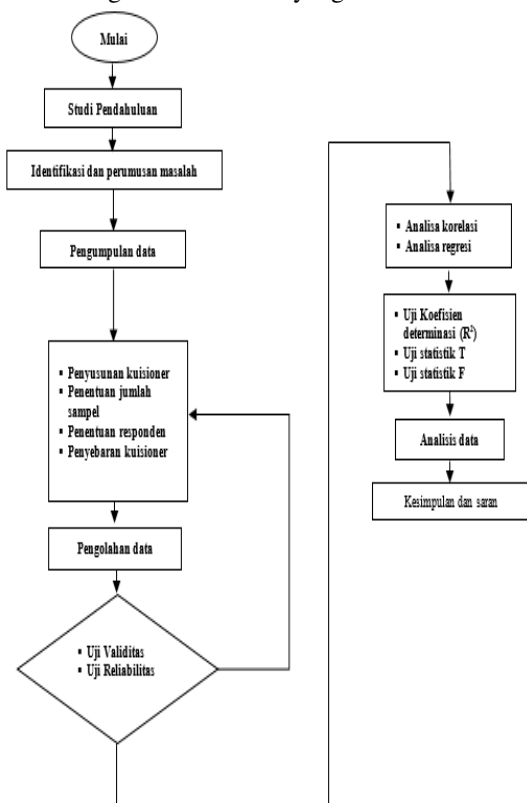 Mulai
Studi Pendahuluan
Identifikasi dan perumusan masalah
Pengumpulan data
▪ Penyusunan kuisioner
▪ Penentuan jumlah
sampel
▪ Penentuan responden
▪ Penyebaran kuisioner
Pengolahan data
▪ Uji Validitas
▪ Uji Reliabilitas
▪ Analisa korelasi
▪ Analisa regresi
▪ Uji Koefisien
determinasi (R²)
▪ Uji statistik T
▪ Uji statistik F
Analisis data
Kesimpulan dan saran